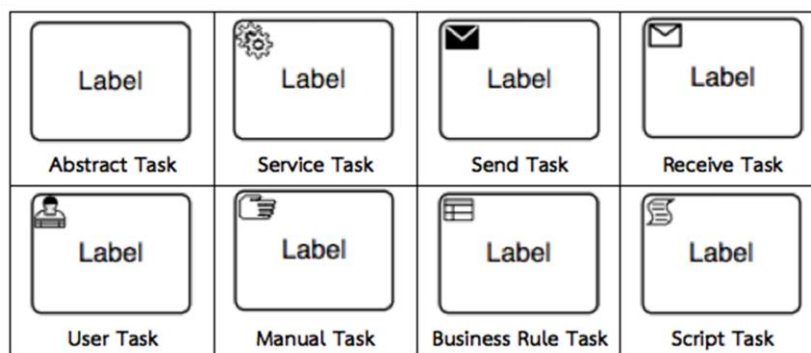 Label Label Label Label
Abstract Task Service Task Send Task Receive Task
Label Label Label Label
User Task Manual Task Business Rule Task Script Task